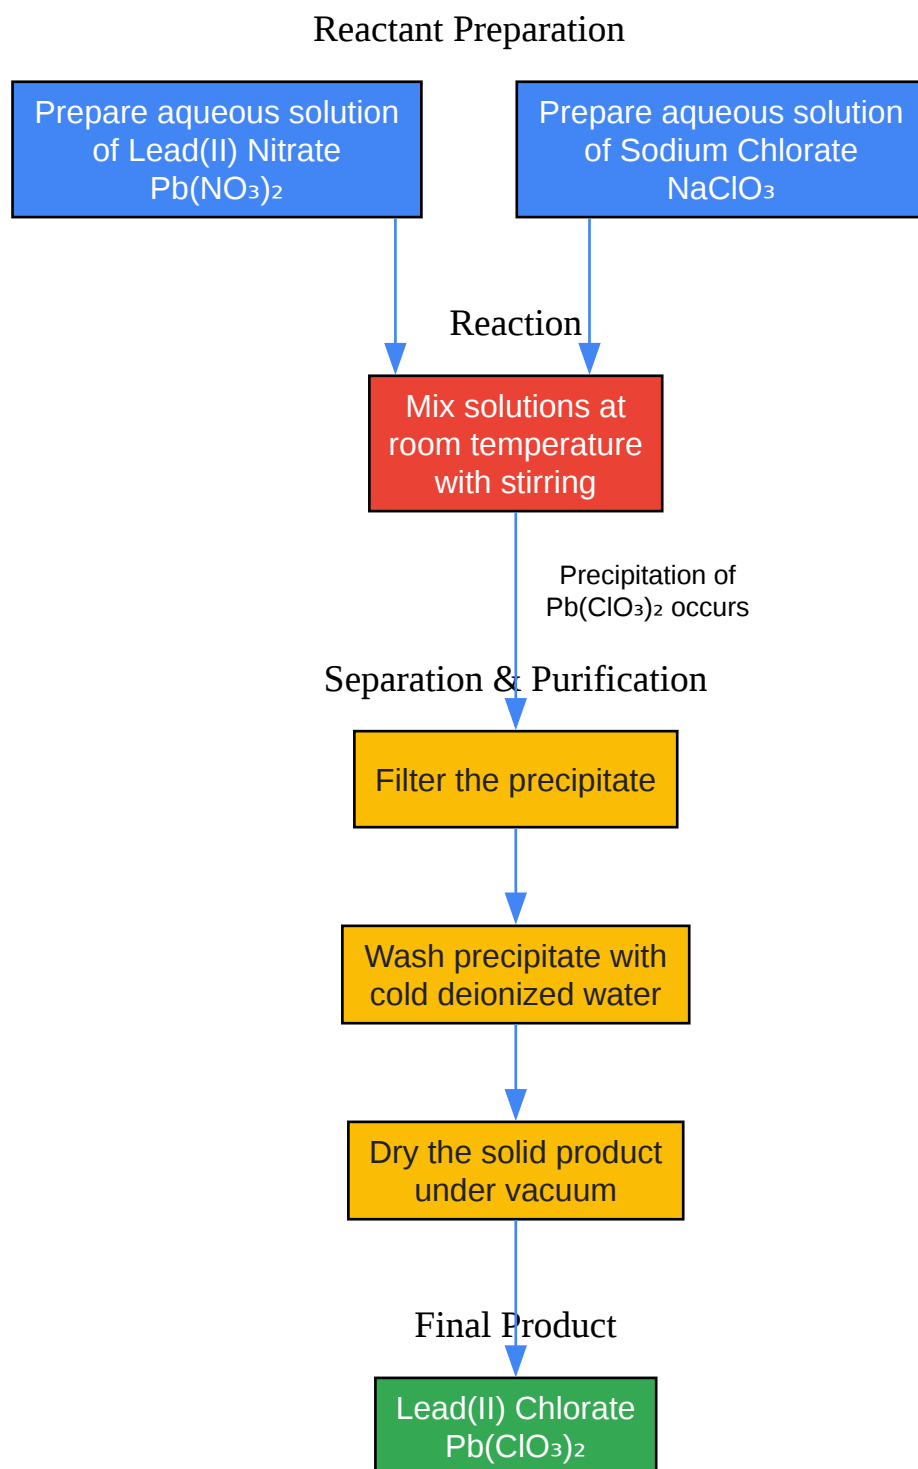 Reactant Preparation
Prepare aqueous solution
of Lead(II) Nitrate
Pb(NO₃)₂
Prepare aqueous solution
of Sodium Chlorate
NaClO₃
Reaction
Mix solutions at
room temperature
with stirring
Precipitation of
Pb(ClO₃)₂ occurs
Separation & Purification
Filter the precipitate
Wash precipitate with
cold deionized water
Dry the solid product
under vacuum
Final Product
Lead(II) Chlorate
Pb(ClO₃)₂